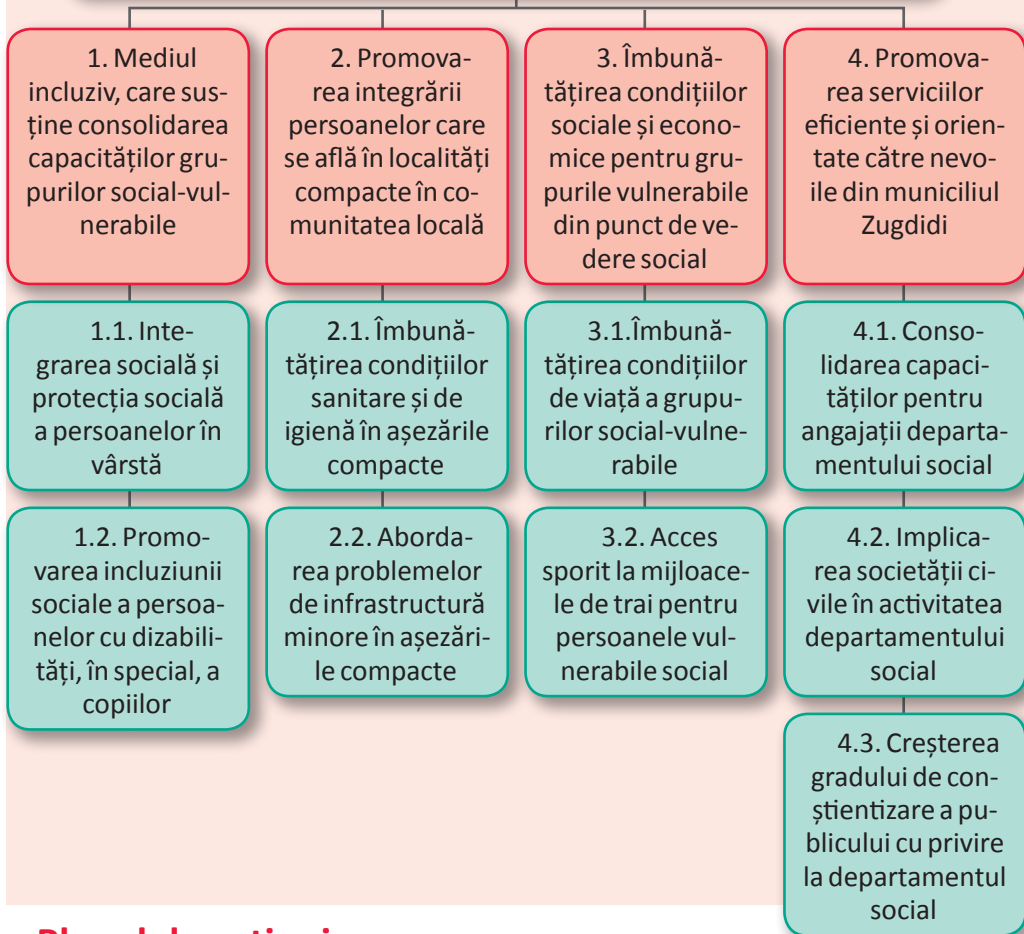 1. Mediul
incluziv, care sus-
ține consolidarea
capacităților gru-
purilor social-vul-
nerabile
2. Promova-
rea integrării
persoanelor care
se află în localități
compacte în co-
munitatea locală
3. Îmbună-
tățirea condițiilor
sociale și econo-
mice pentru gru-
purile vulnerabile
din punct de ve-
dere social
4. Promova-
rea serviciilor
eficiente și orien-
tate către nevo-
ile din municiliul
Zugdidi
1.1. Inte-
grarea socială și
protecția socială
a persoanelor în
vârstă
2.1. Îmbună-
tățirea condițiilor
sanitare și de
igienă în așezările
compacte
3.1.Îmbună-
tățirea condițiilor
de viață a grupu-
rilor social-vulne-
rabile
4.1. Conso-
lidarea capaci-
tăților pentru
angajații departa-
mentului social
1.2. Promo-
varea incluziunii
sociale a persoa-
nelor cu dizabili-
tăți, în special, a
copiilor
2.2. Aborda-
rea problemelor
de infrastructură
minore în așezări-
le compacte
3.2. Acces
sporit la mijloace-
le de trai pentru
persoanele vul-
nerabile social
4.2. Implica-
rea societății ci-
vile în activitatea
departamentului
social
4.3. Creșterea
gradului de con-
știentizare a pu-
blicului cu privire
la departamentul
social